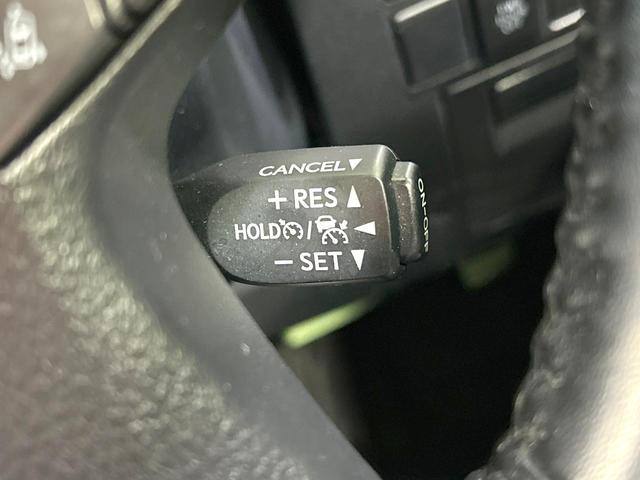 CANCEL▼
+ RES ▲
HOLD / ◀
− SET ▼
ON-OFF